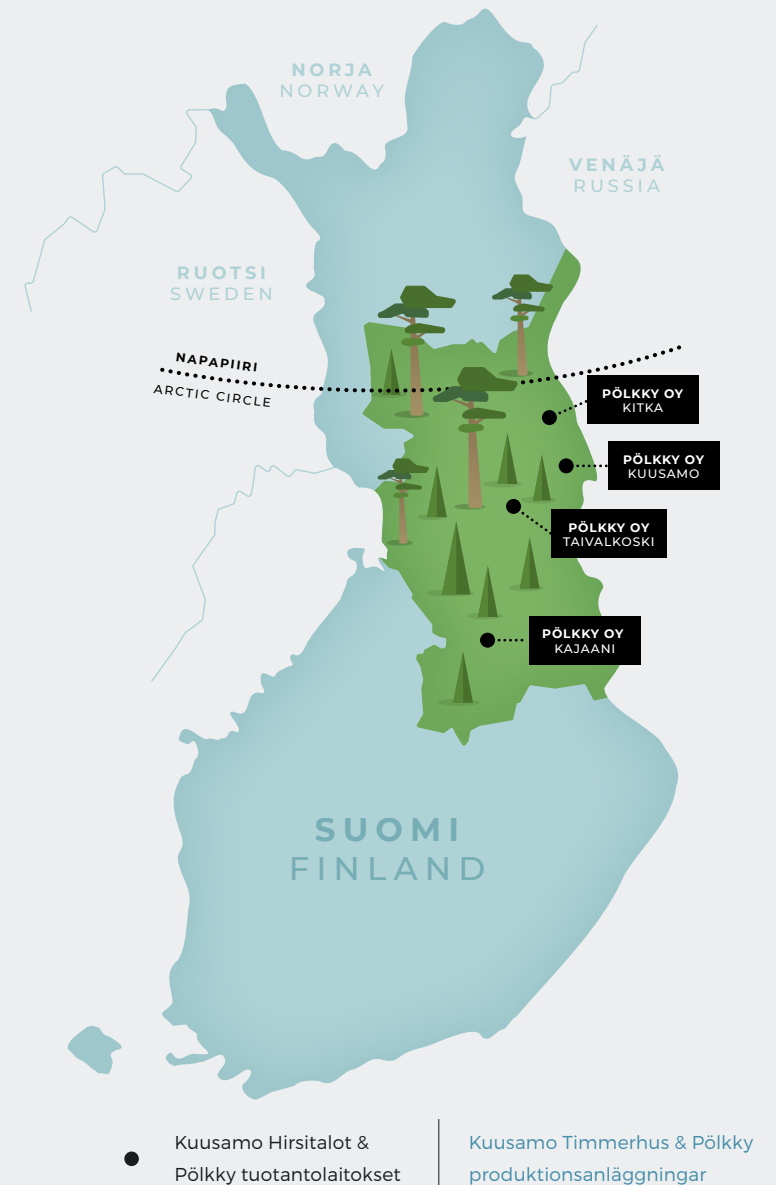 NORJA
NORWAY
VENÄJÄ
RUSSIA
RUOTSI
SWEDEN
NAPAPIIRI
ARCTIC CIRCLE
PÖLKKY OY
KITKA
PÖLKKY OY
KUUSAMO
PÖLKKY OY
TAIVALKOSKI
PÖLKKY OY
KAJAANI
SUOMI
FINLAND
Kuusamo Hirsitalot &
Pölkky tuotantolaitokset
Kuusamo Timmerhus & Pölkky
produktionsanläggningar